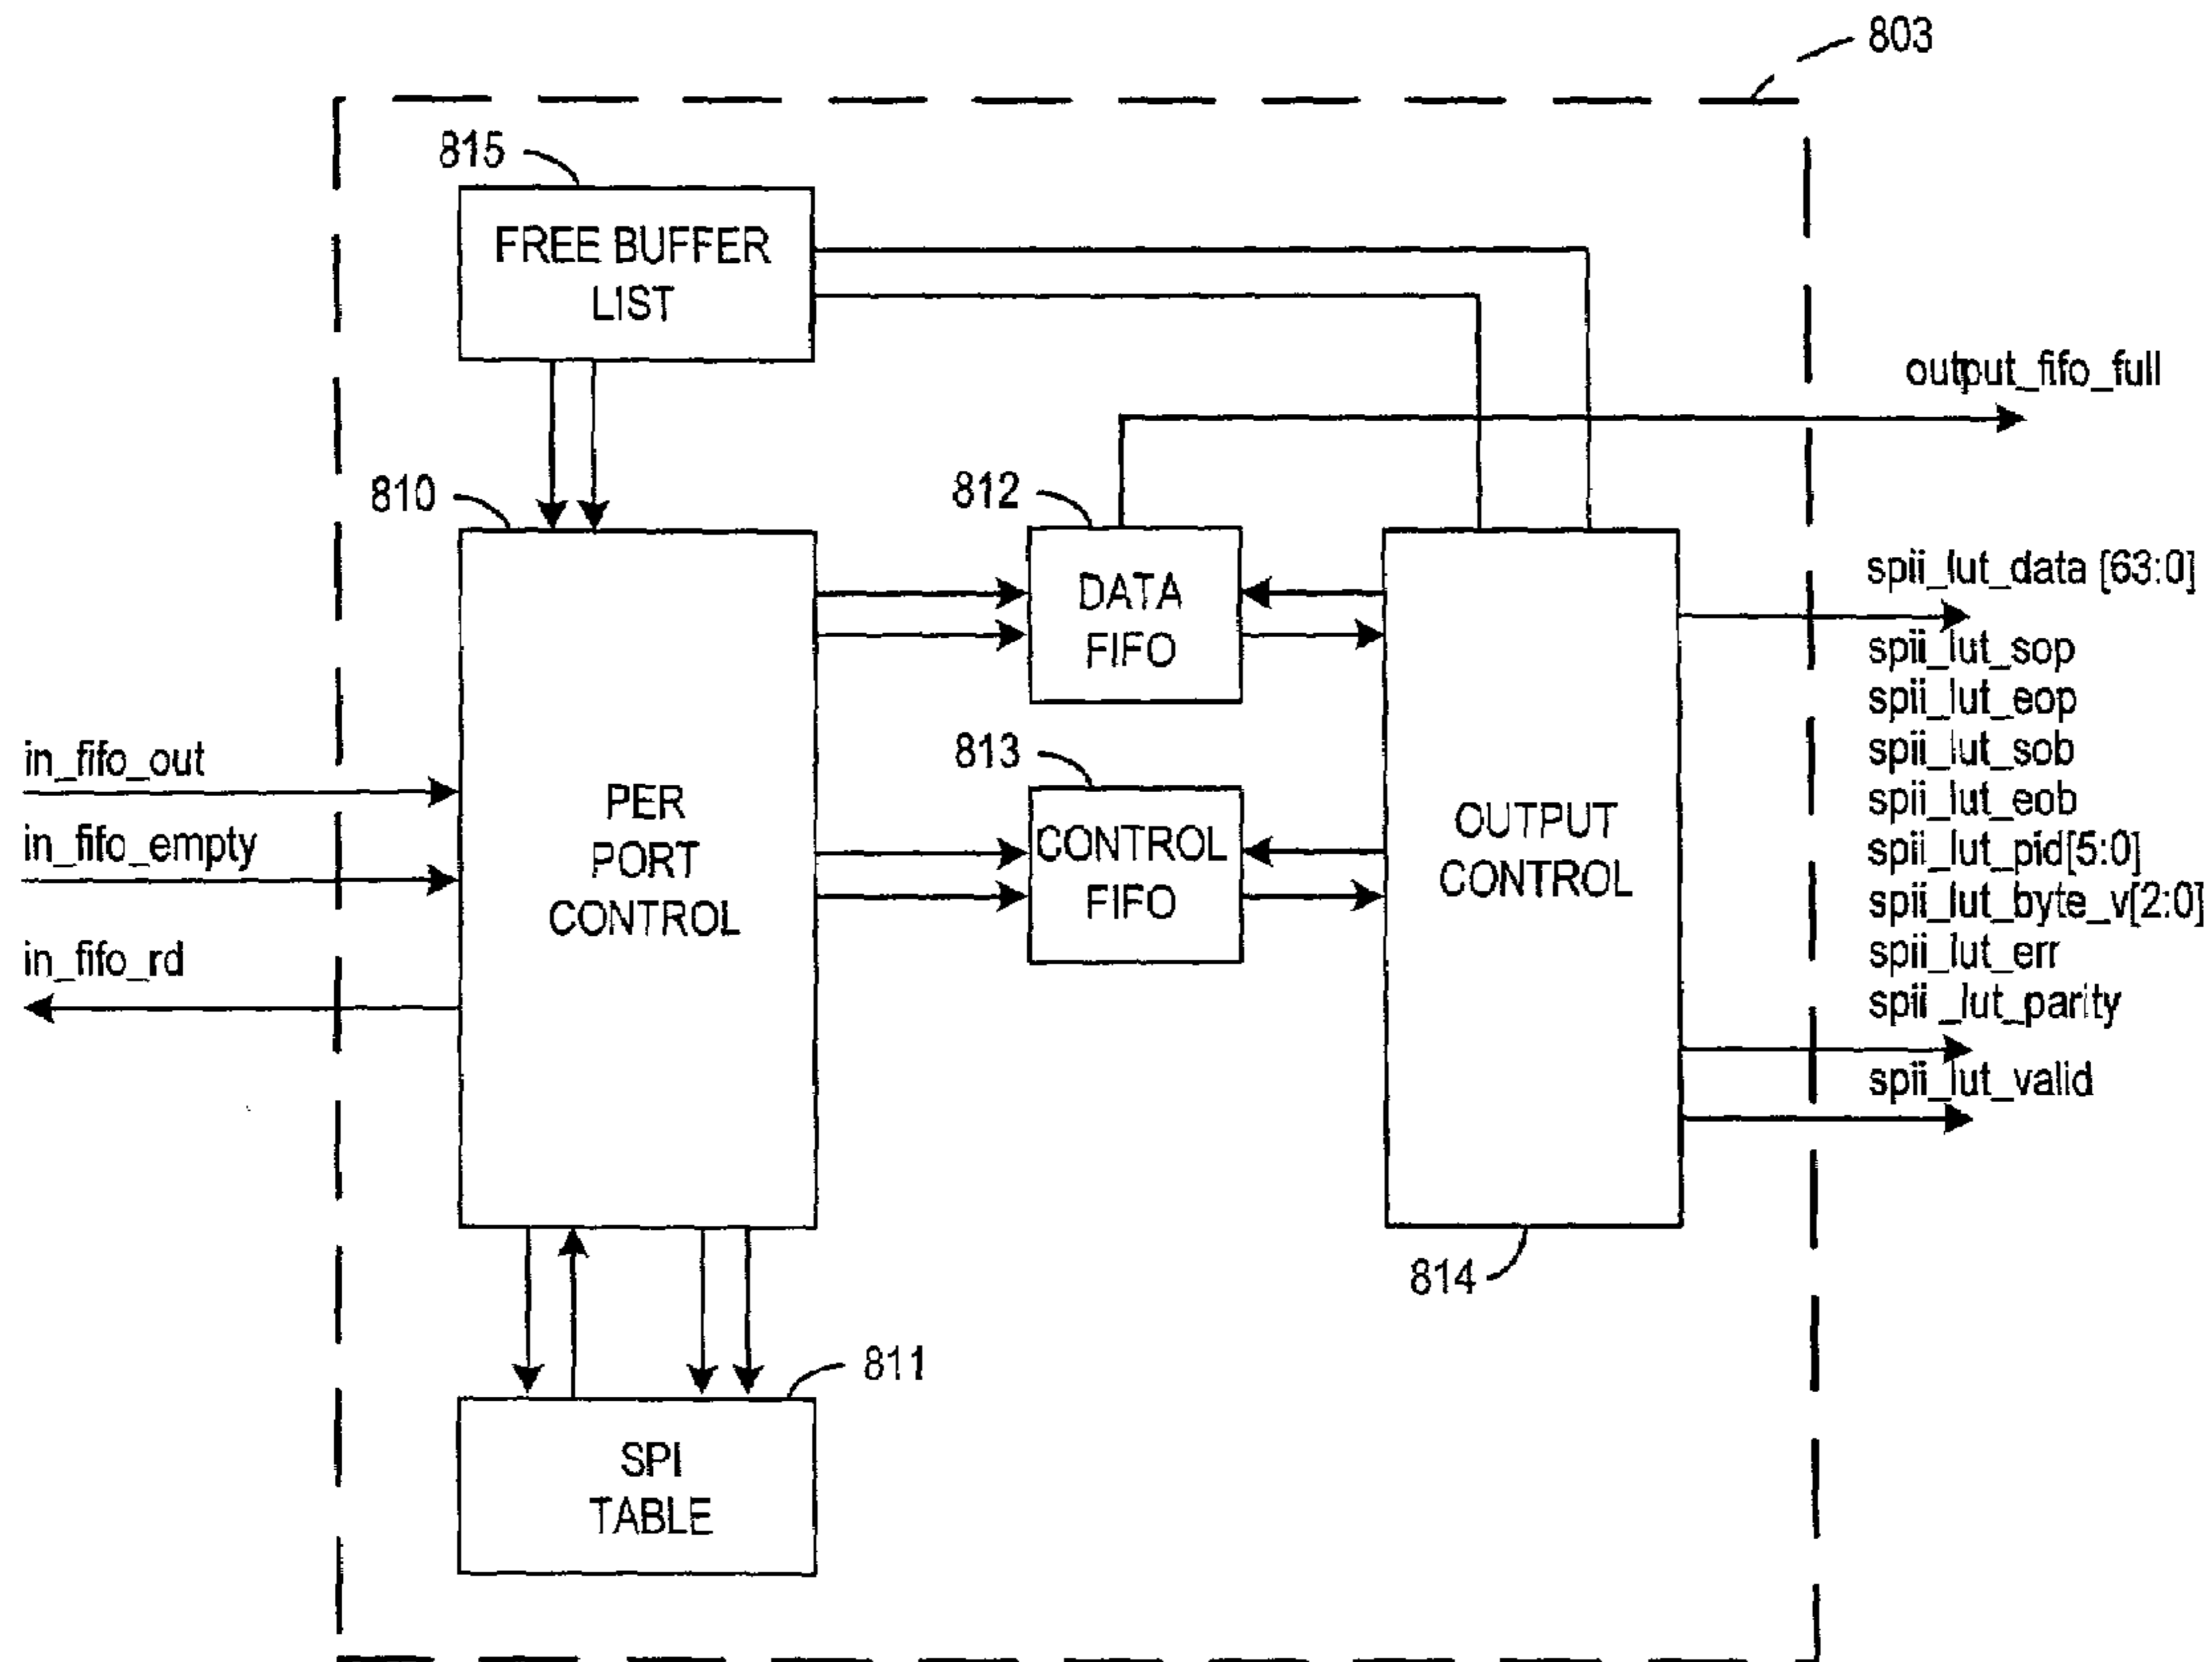 803
815
FREE BUFFER
LIST
output_fifo_full
810
812
DATA
FIFO
spii_lut_data [63:0]
spii_lut_sop
spii_lut_eop
spii_lut_sob
spii_lut_eob
spii_lut_pid[5:0]
spii_lut_byte_v[2:0]
spii_lut_err
spii _lut_parity
spii_lut_valid
in_fifo_out
in_fifo_empty
in_fifo_rd
PER
PORT
CONTROL
813
CONTROL
FIFO
OUTPUT
CONTROL
814
811
SPI
TABLE